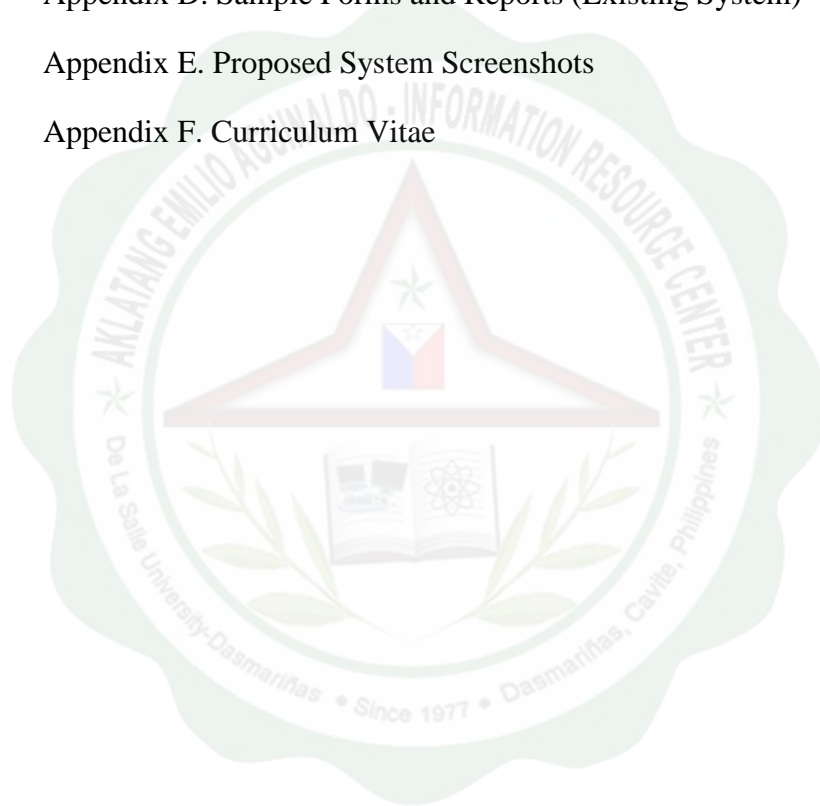 Appendix D. Sample Forms and Reports (Existing System)
Appendix E. Proposed System Screenshots
Appendix F. Curriculum Vitae
AKLATANG EMILIO AGUINALDO - INFORMATION RESOURCE CENTER
De La Salle University-Dasmariñas • Since 1977 • Dasmariñas, Cavite, Philippines